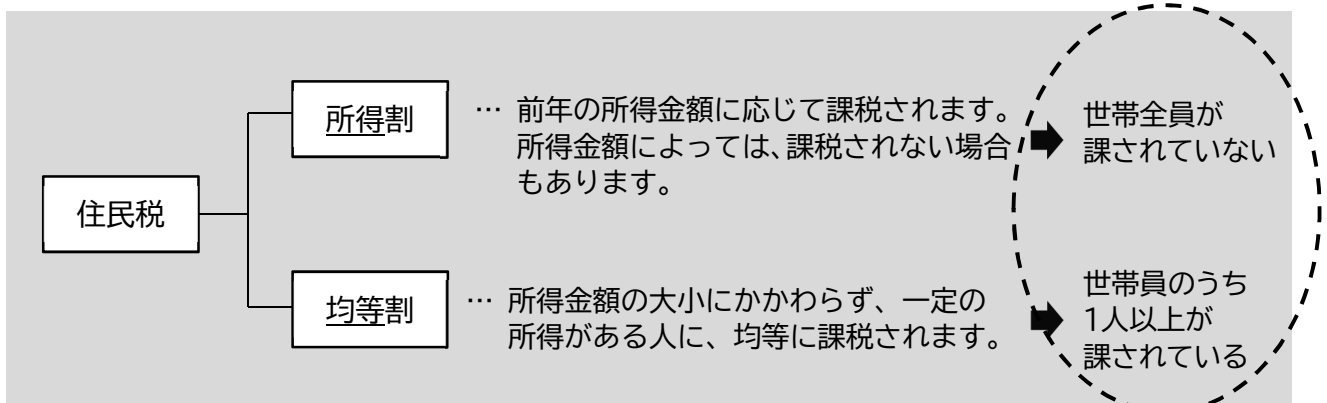 住民税
所得割
… 前年の所得金額に応じて課税されます。
所得金額によっては、課税されない場合
もあります。
世帯全員が
課されていない
均等割
… 所得金額の大小にかかわらず、一定の
所得がある人に、均等に課税されます。
世帯員のうち
1人以上が
課されている